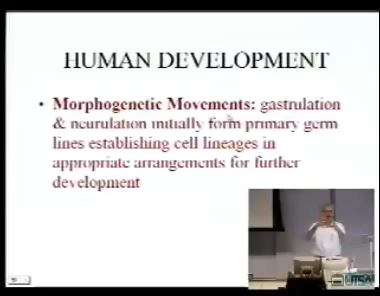 HUMAN DEVELOPMENT
• Morphogenetic Movements: gastrulation
& neurulation initially form primary germ
lines establishing cell lineages in
appropriate arrangements for further
development
UTSA